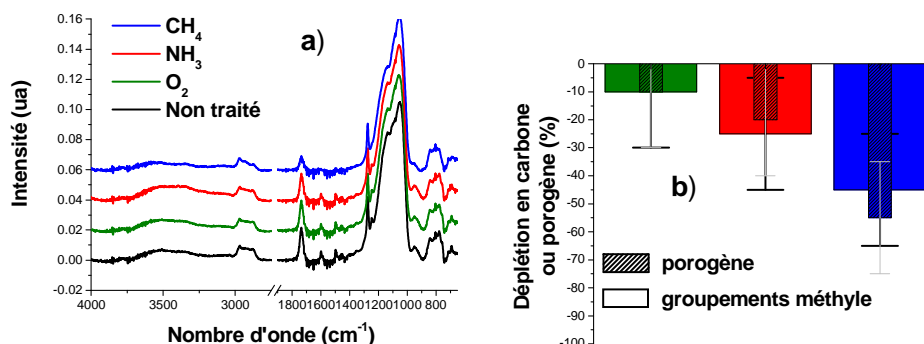 a)
CH4
NH3
O2
Non traité
Intensité (ua)
0.16
0.14
0.12
0.10
0.08
0.06
0.04
0.02
0.00
-0.02
4000 3000 1800 1600 1400 1200 1000 800
Nombre d'onde (cm-1)
b)
Déplétion en carbone
ou porogène (%)
0
-10
-20
-30
-40
-50
-60
-70
-80
-90
-100
porogène
groupements méthyle